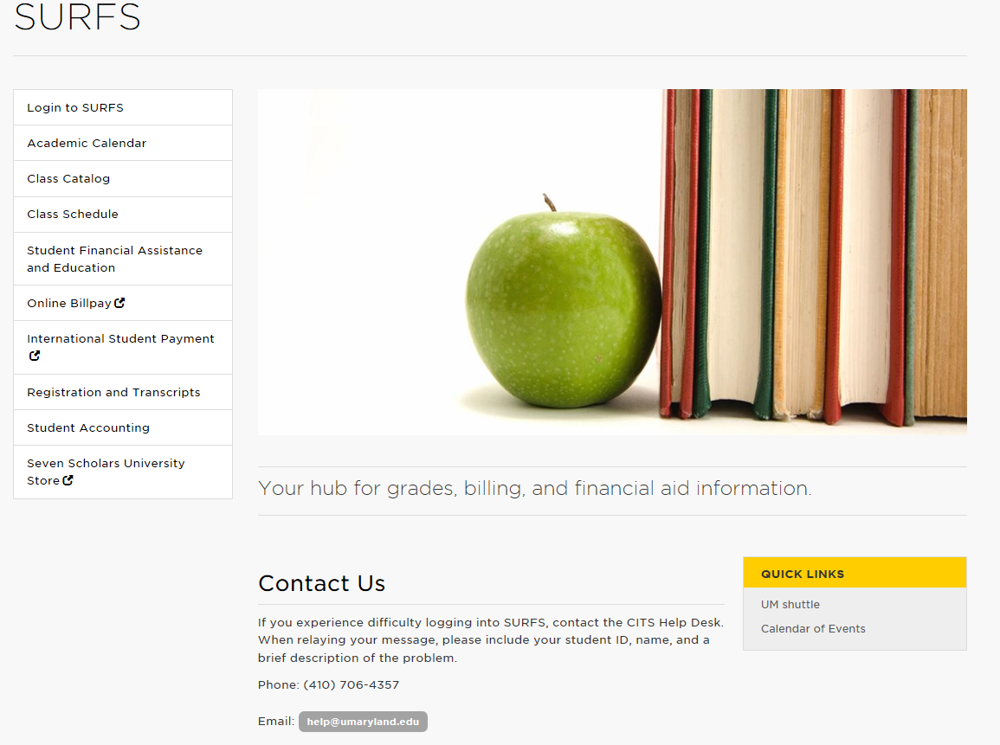 SURFS
Login to SURFS
Academic Calendar
Class Catalog
Class Schedule
Student Financial Assistance
and Education
Online Billpay
International Student Payment
Registration and Transcripts
Student Accounting
Seven Scholars University
Store
Your hub for grades, billing, and financial aid information.
Contact Us
If you experience difficulty logging into SURFS, contact the CITS Help Desk.
When relaying your message, please include your student ID, name, and a
brief description of the problem.
Phone: (410) 706-4357
Email: help@umaryland.edu
QUICK LINKS
UM shuttle
Calendar of Events